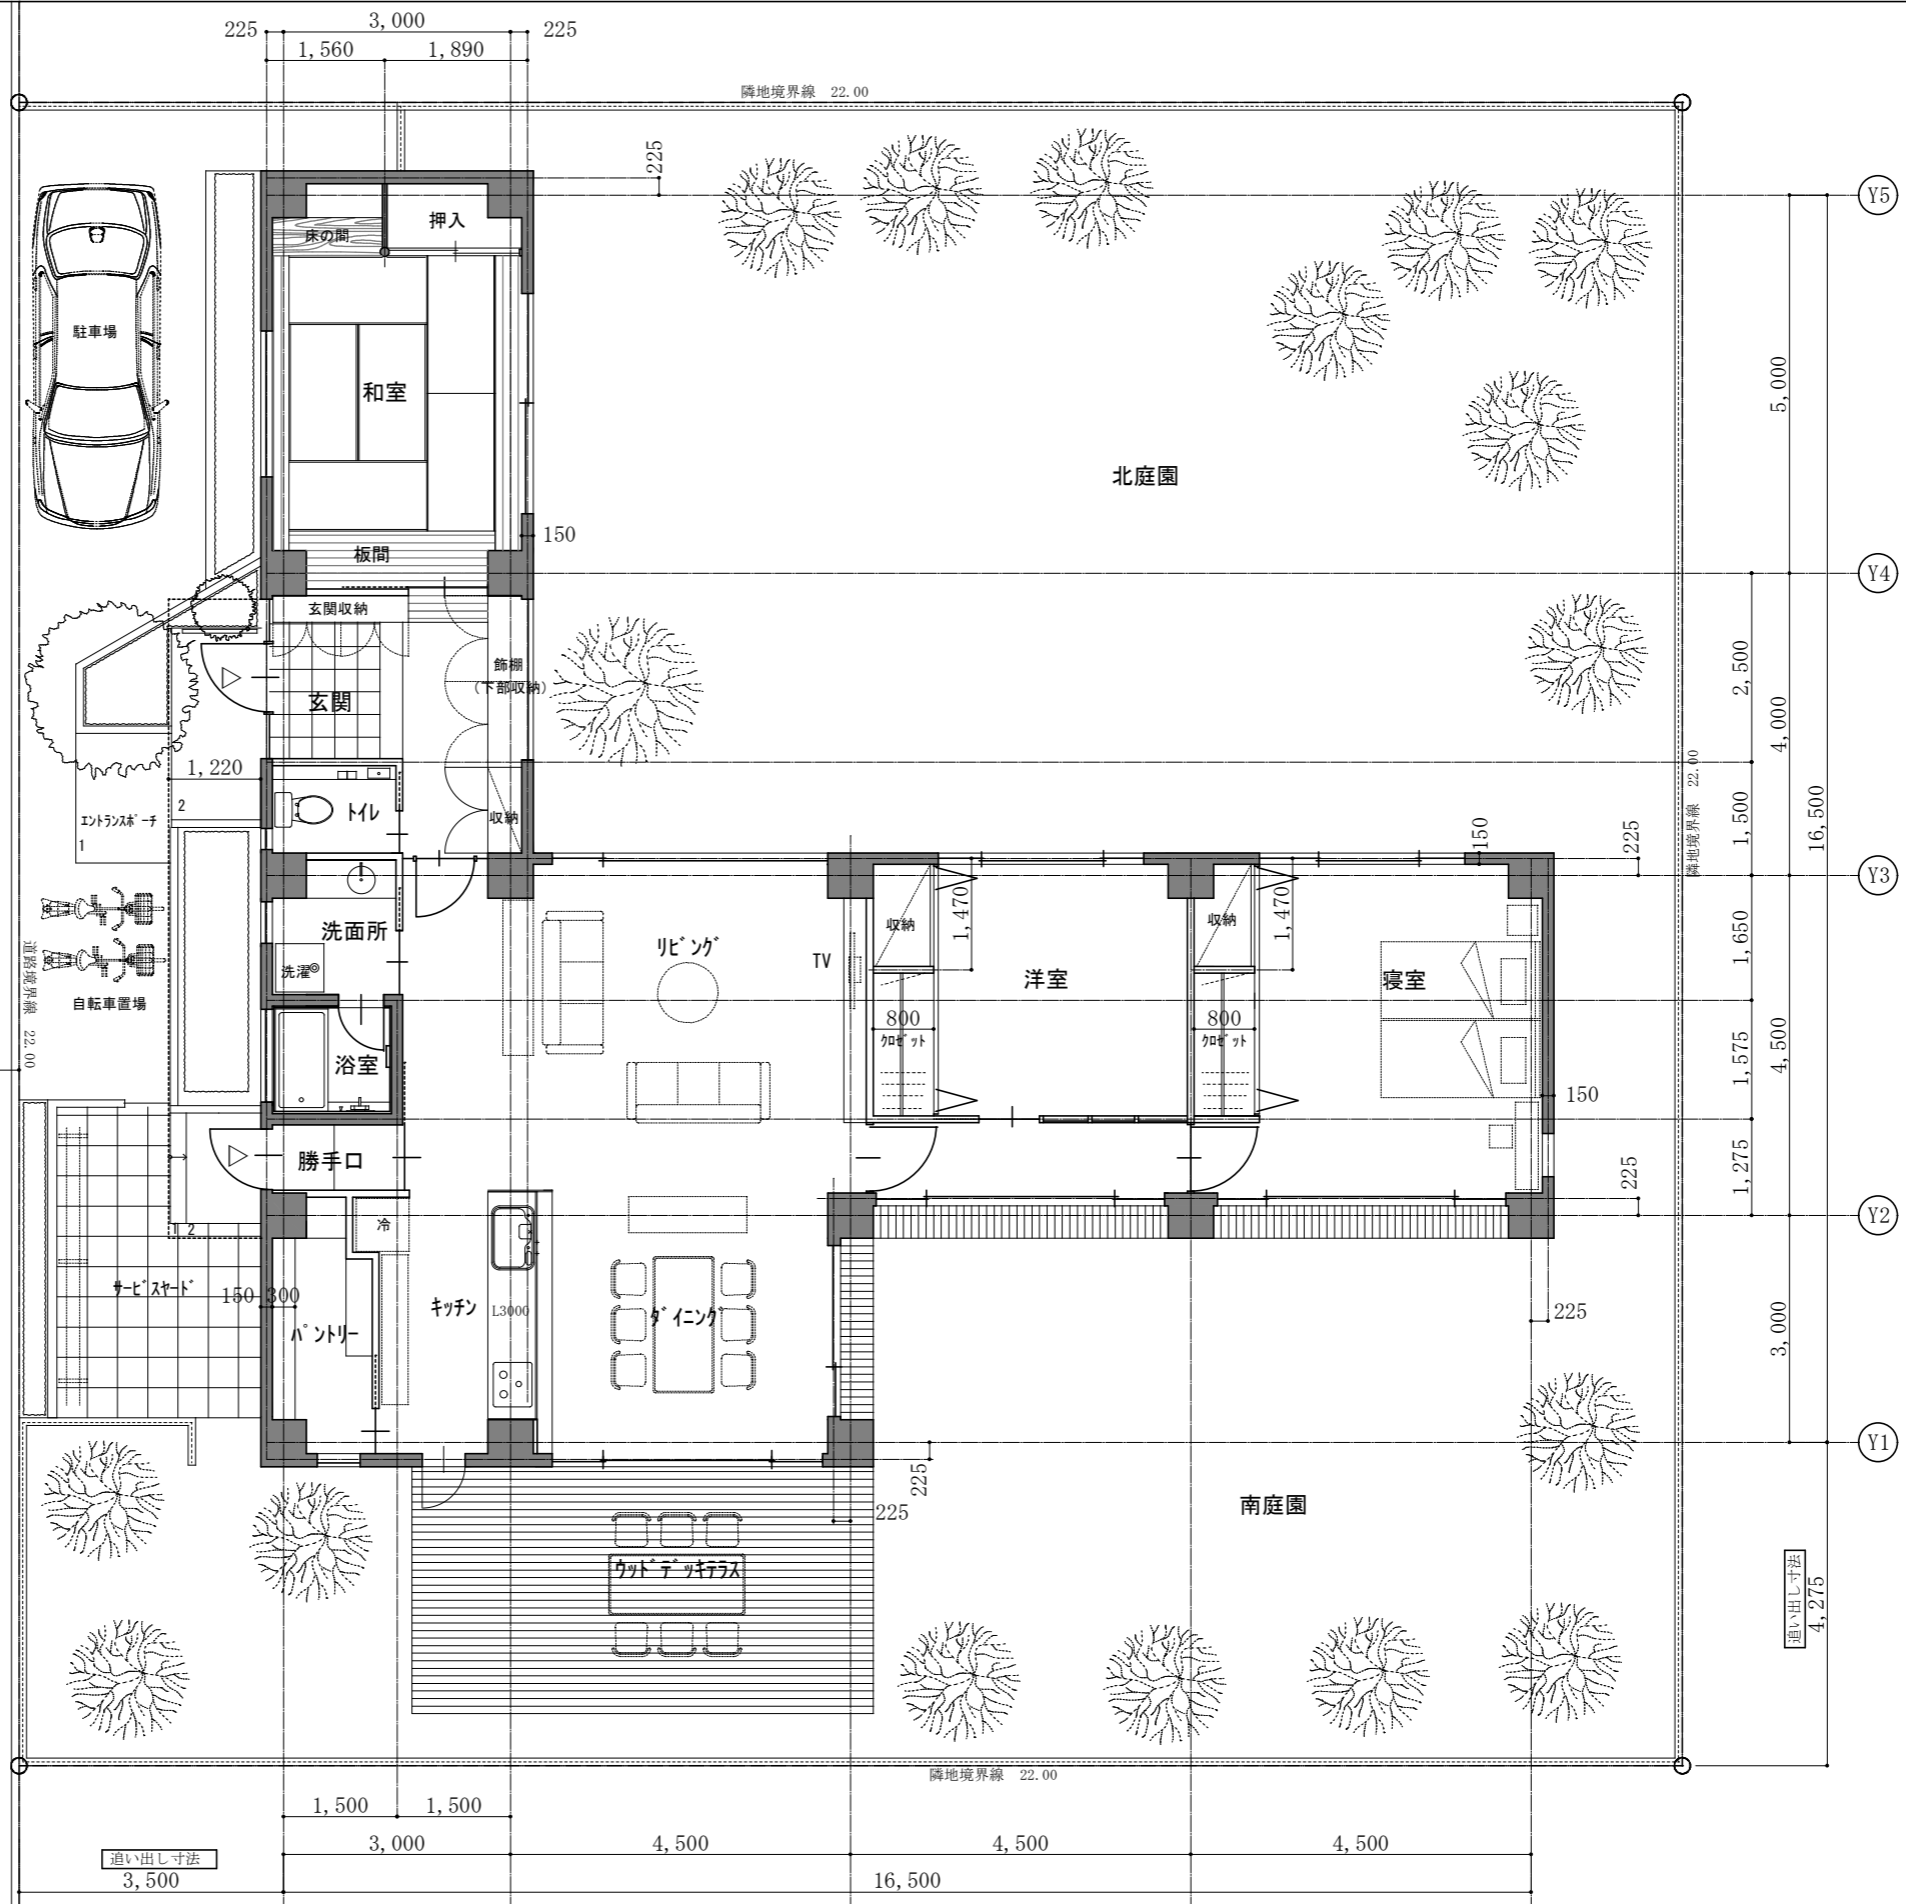 3,000
225
225
1,560
1,890
隣地境界線 22.00
225
Y5
押入
床の間
駐車場
和室
5,000
北庭園
150
板間
Y4
玄関収納
飾棚
(下部収納)
玄関
2,500
4,000
1,220
トイレ
収納
エントランスポーチ
1
2
隣地境界線 22.00
1,500
16,500
150
225
Y3
洗面所
洗濯
リビング
TV
収納
1,470
洋室
収納
1,470
寝室
1,650
自転車置場
道路境界線 22.00
800
クロゼット
800
クロゼット
浴室
1,575
4,500
150
勝手口
1,275
225
Y2
冷
1
2
サービスヤード
150
300
パントリー
キッチン
L3000
ダイニング
225
3,000
Y1
225
225
南庭園
ウッドデッキテラス
追い出し寸法
4,275
隣地境界線 22.00
1,500
1,500
3,000
4,500
4,500
4,500
追い出し寸法
3,500
16,500